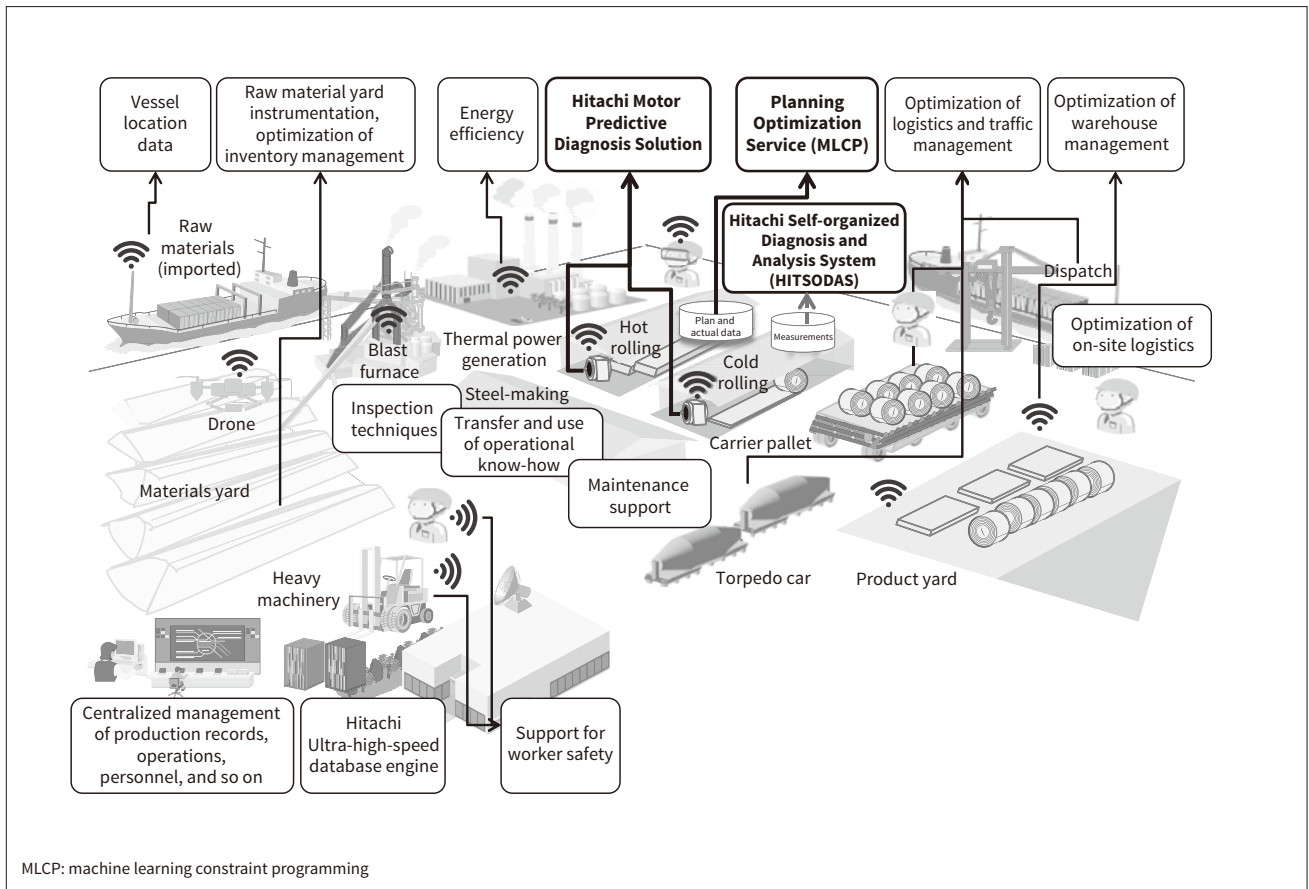 Vessel
location
data
Raw material yard
instrumentation,
optimization of
inventory management
Energy
efficiency
Hitachi Motor
Predictive
Diagnosis Solution
Planning
Optimization
Service (MLCP)
Optimization of
logistics and traffic
management
Optimization of
warehouse
management
Raw
materials
(imported)
Hitachi Self-organized
Diagnosis and
Analysis System
(HITSODAS)
Dispatch
Optimization of
on-site logistics
Plan and
actual data
Measurements
Hot
rolling
Cold
rolling
Thermal power
generation
Blast
furnace
Steel-making
Inspection
techniques
Transfer and use
of operational
know-how
Maintenance
support
Drone
Materials yard
Carrier pallet
Torpedo car
Product yard
Heavy
machinery
Centralized management
of production records,
operations,
personnel, and so on
Hitachi
Ultra-high-speed
database engine
Support for
worker safety
MLCP: machine learning constraint programming